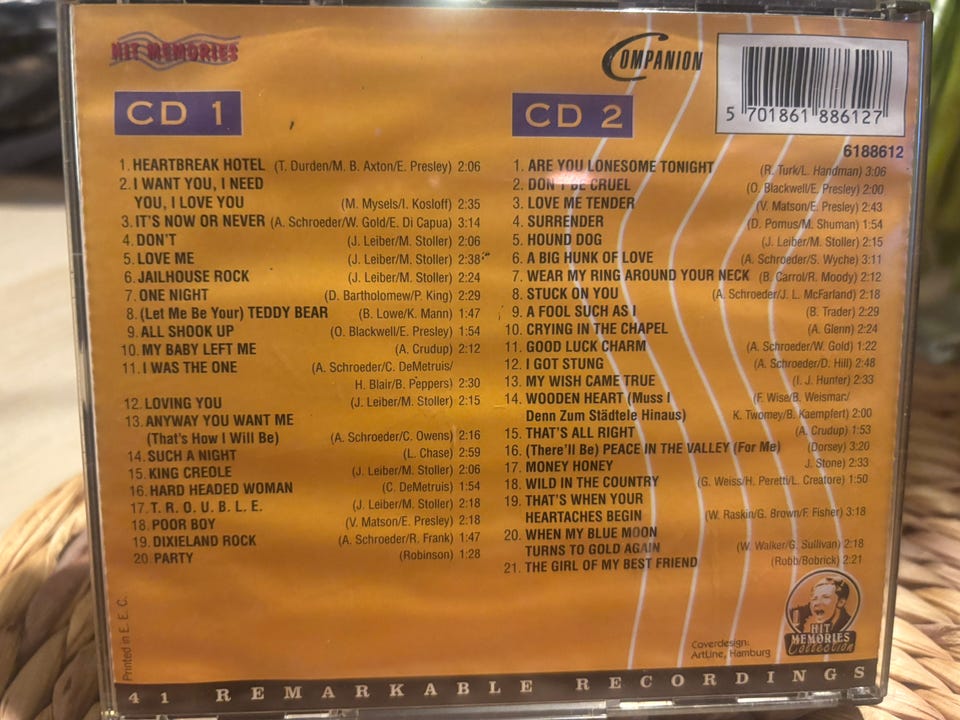 HIT MEMORIES
COMPANION
CD 1
1. HEARTBREAK HOTEL (T. Durden/M. B. Axton/E. Presley) 2:06
2. I WANT YOU, I NEED
YOU, I LOVE YOU (M. Mysels/I. Kosloff) 2:35
3. IT'S NOW OR NEVER (A. Schroeder/W. Gold/E. Di Capua) 3:14
4. DON'T (J. Leiber/M. Stoller) 2:06
5. LOVE ME (J. Leiber/M. Stoller) 2:38
6. JAILHOUSE ROCK (J. Leiber/M. Stoller) 2:24
7. ONE NIGHT (D. Bartholomew/P. King) 2:29
8. (Let Me Be Your) TEDDY BEAR (B. Lowe/K. Mann) 1:47
9. ALL SHOOK UP (O. Blackwell/E. Presley) 1:54
10. MY BABY LEFT ME (A. Crudup) 2:12
11. I WAS THE ONE (A. Schroeder/C. DeMetruis/
H. Blair/B. Peppers) 2:30
12. LOVING YOU (J. Leiber/M. Stoller) 2:15
13. ANYWAY YOU WANT ME
(That's How I Will Be) (A. Schroeder/C. Owens) 2:16
14. SUCH A NIGHT (L. Chase) 2:59
15. KING CREOLE (J. Leiber/M. Stoller) 2:06
16. HARD HEADED WOMAN (C. DeMetruis) 1:54
17. T. R. O. U. B. L. E. (J. Leiber/M. Stoller) 2:18
18. POOR BOY (V. Matson/E. Presley) 2:18
19. DIXIELAND ROCK (A. Schroeder/R. Frank) 1:47
20. PARTY (Robinson) 1:28
CD 2
5 701861 886127
6188612
1. ARE YOU LONESOME TONIGHT (R. Turk/L. Handman) 3:06
2. DON'T BE CRUEL (O. Blackwell/E. Presley) 2:00
3. LOVE ME TENDER (V. Matson/E. Presley) 2:43
4. SURRENDER (D. Pomus/M. Shuman) 1:54
5. HOUND DOG (J. Leiber/M. Stoller) 2:15
6. A BIG HUNK OF LOVE (A. Schroeder/S. Wyche) 3:11
7. WEAR MY RING AROUND YOUR NECK (B. Carrol/R. Moody) 2:12
8. STUCK ON YOU (A. Schroeder/J. L. McFarland) 2:18
9. A FOOL SUCH AS I (B. Trader) 2:29
10. CRYING IN THE CHAPEL (A. Glenn) 2:24
11. GOOD LUCK CHARM (A. Schroeder/W. Gold) 1:22
12. I GOT STUNG (A. Schroeder/D. Hill) 2:48
13. MY WISH CAME TRUE (I. J. Hunter) 2:33
14. WOODEN HEART (Muss I (F. Wise/B. Weismar/
Denn Zum Städtele Hinaus) K. Twomey/B. Kaempfert) 2:00
15. THAT'S ALL RIGHT (A. Crudup) 1:53
16. (There'll Be) PEACE IN THE VALLEY (For Me) (Dorsey) 3:20
17. MONEY HONEY J. Stone) 2:33
18. WILD IN THE COUNTRY (G. Weiss/H. Peretti/L. Creatore) 1:50
19. THAT'S WHEN YOUR
HEARTACHES BEGIN (W. Raskin/G. Brown/F. Fisher) 3:18
20. WHEN MY BLUE MOON
TURNS TO GOLD AGAIN (W. Walker/G. Sullivan) 2:18
21. THE GIRL OF MY BEST FRIEND (Robb/Bobrick) 2:21
Printed in E. E. C.
Coverdesign:
ArtLine, Hamburg
HIT
MEMORIES
Collection
41 REMARKABLE RECORDINGS